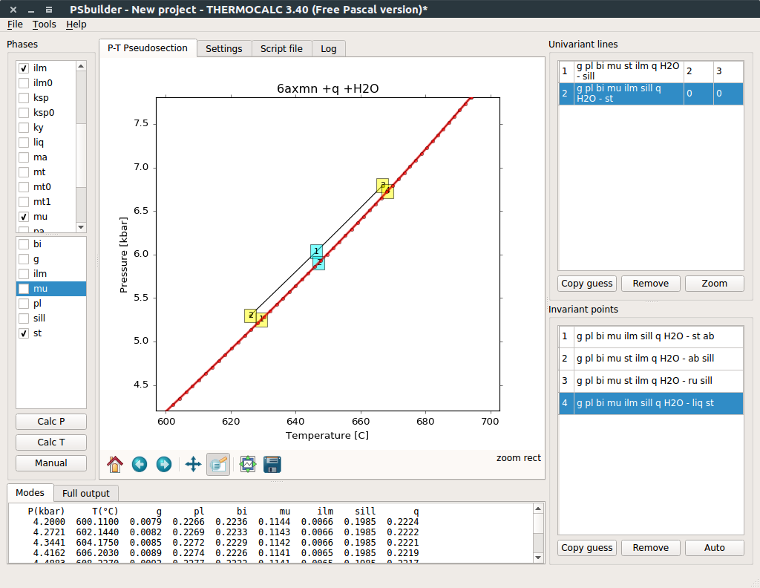 PSbuilder - New project - THERMOCALC 3.40 (Free Pascal version)*
File Tools Help
Phases
ilm
ilm0
ksp
ksp0
ky
liq
ma
mt
mt0
mt1
mu
pa
bi
g
ilm
mu
pl
sill
st
Calc P
Calc T
Manual
P-T Pseudosection Settings Script file Log
6axmn +q +H2O
7.5
7.0
6.5
6.0
5.5
5.0
4.5
Pressure [kbar]
2
1
2
2
600 620 640 660 680 700
Temperature [C]
zoom rect
Univariant lines
1 g pl bi mu st ilm q H2O - sill 2 3
2 g pl bi mu ilm sill q H2O - st 0 0
Copy guess Remove Zoom
Invariant points
1 g pl bi mu ilm sill q H2O - st ab
2 g pl bi mu st ilm q H2O - ab sill
3 g pl bi mu st ilm q H2O - ru sill
4 g pl bi mu ilm sill q H2O - liq st
Copy guess Remove Auto
Modes Full output
P(kbar) T(°C) g pl bi mu ilm sill q
4.2000 600.1100 0.0079 0.2266 0.2236 0.1144 0.0066 0.1985 0.2224
4.2721 602.1440 0.0082 0.2269 0.2233 0.1143 0.0066 0.1985 0.2222
4.3441 604.1750 0.0085 0.2272 0.2229 0.1142 0.0066 0.1985 0.2221
4.4162 606.2030 0.0089 0.2274 0.2226 0.1141 0.0065 0.1985 0.2219